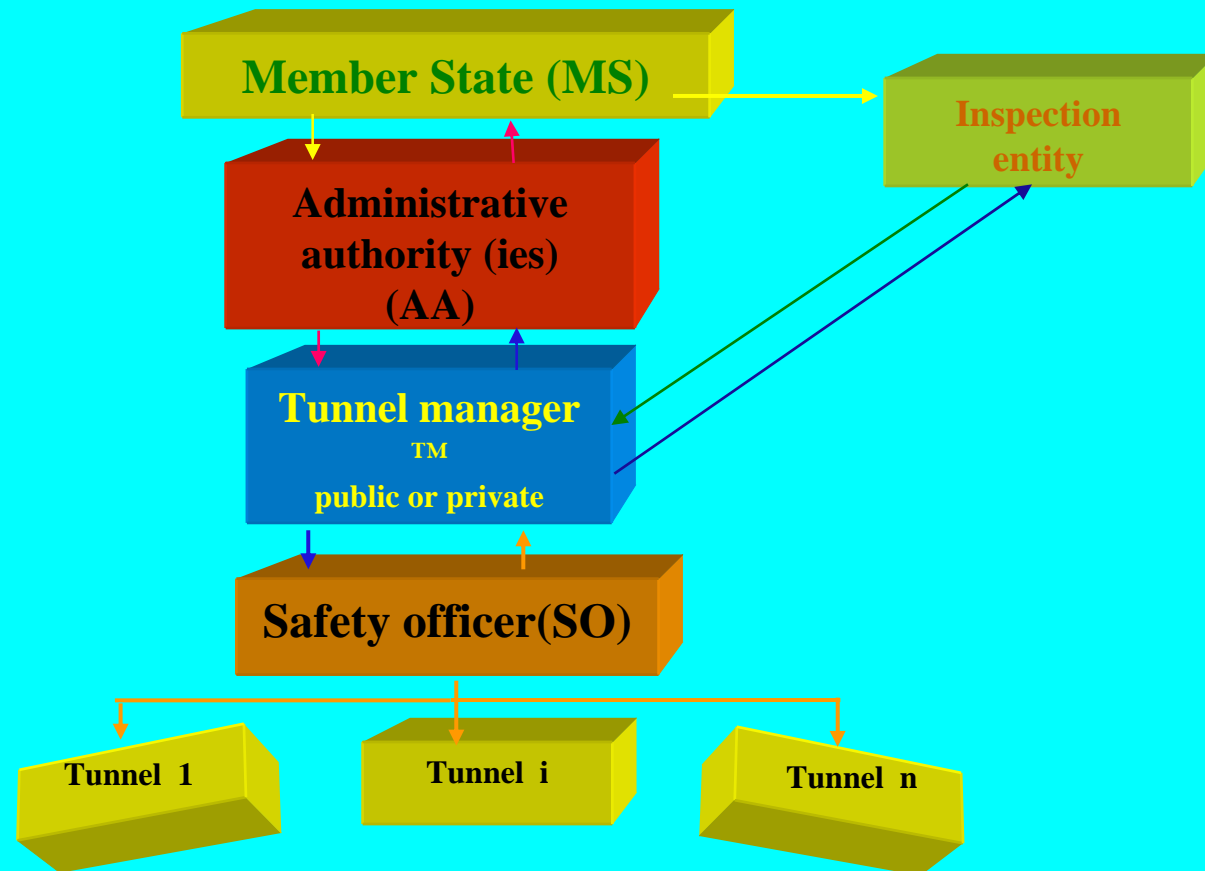 Member State (MS)
Inspection
entity
Administrative
authority (ies)
(AA)
Tunnel manager
TM
public or private
Safety officer(SO)
Tunnel 1
Tunnel i
Tunnel n